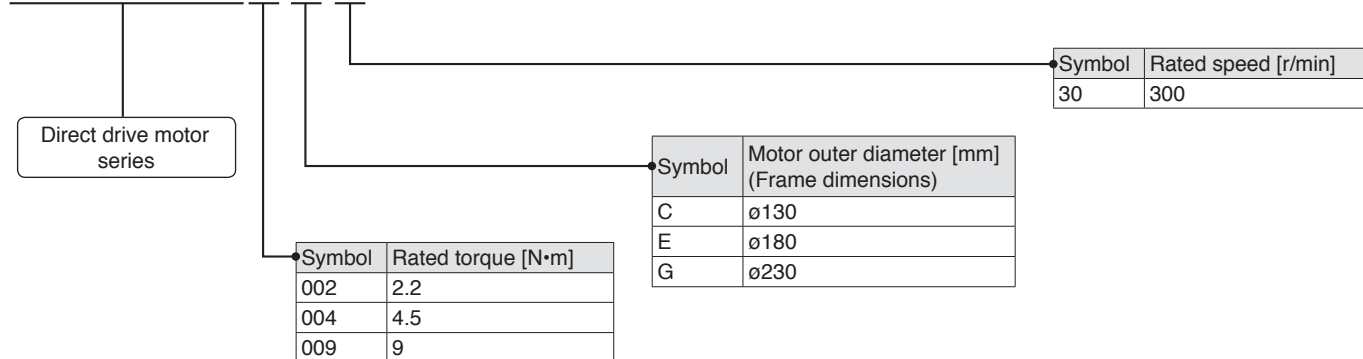 Symbol Rated speed [r/min]
30 300
Direct drive motor
series
Symbol Motor outer diameter [mm]
(Frame dimensions)
C ø130
E ø180
G ø230
Symbol Rated torque [N•m]
002 2.2
004 4.5
009 9